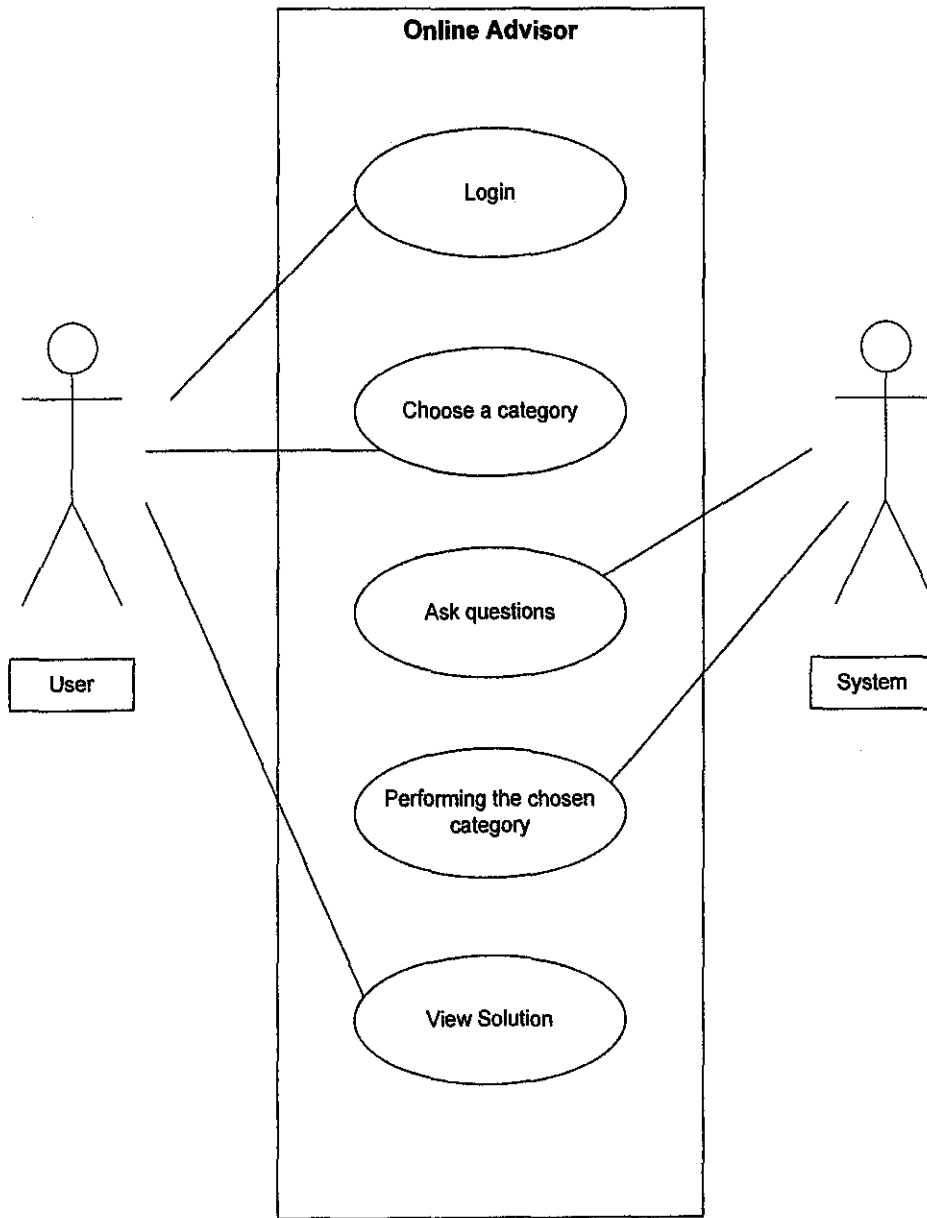 Online Advisor
Login
Choose a category
Ask questions
User
System
Performing the chosen
category
View Solution